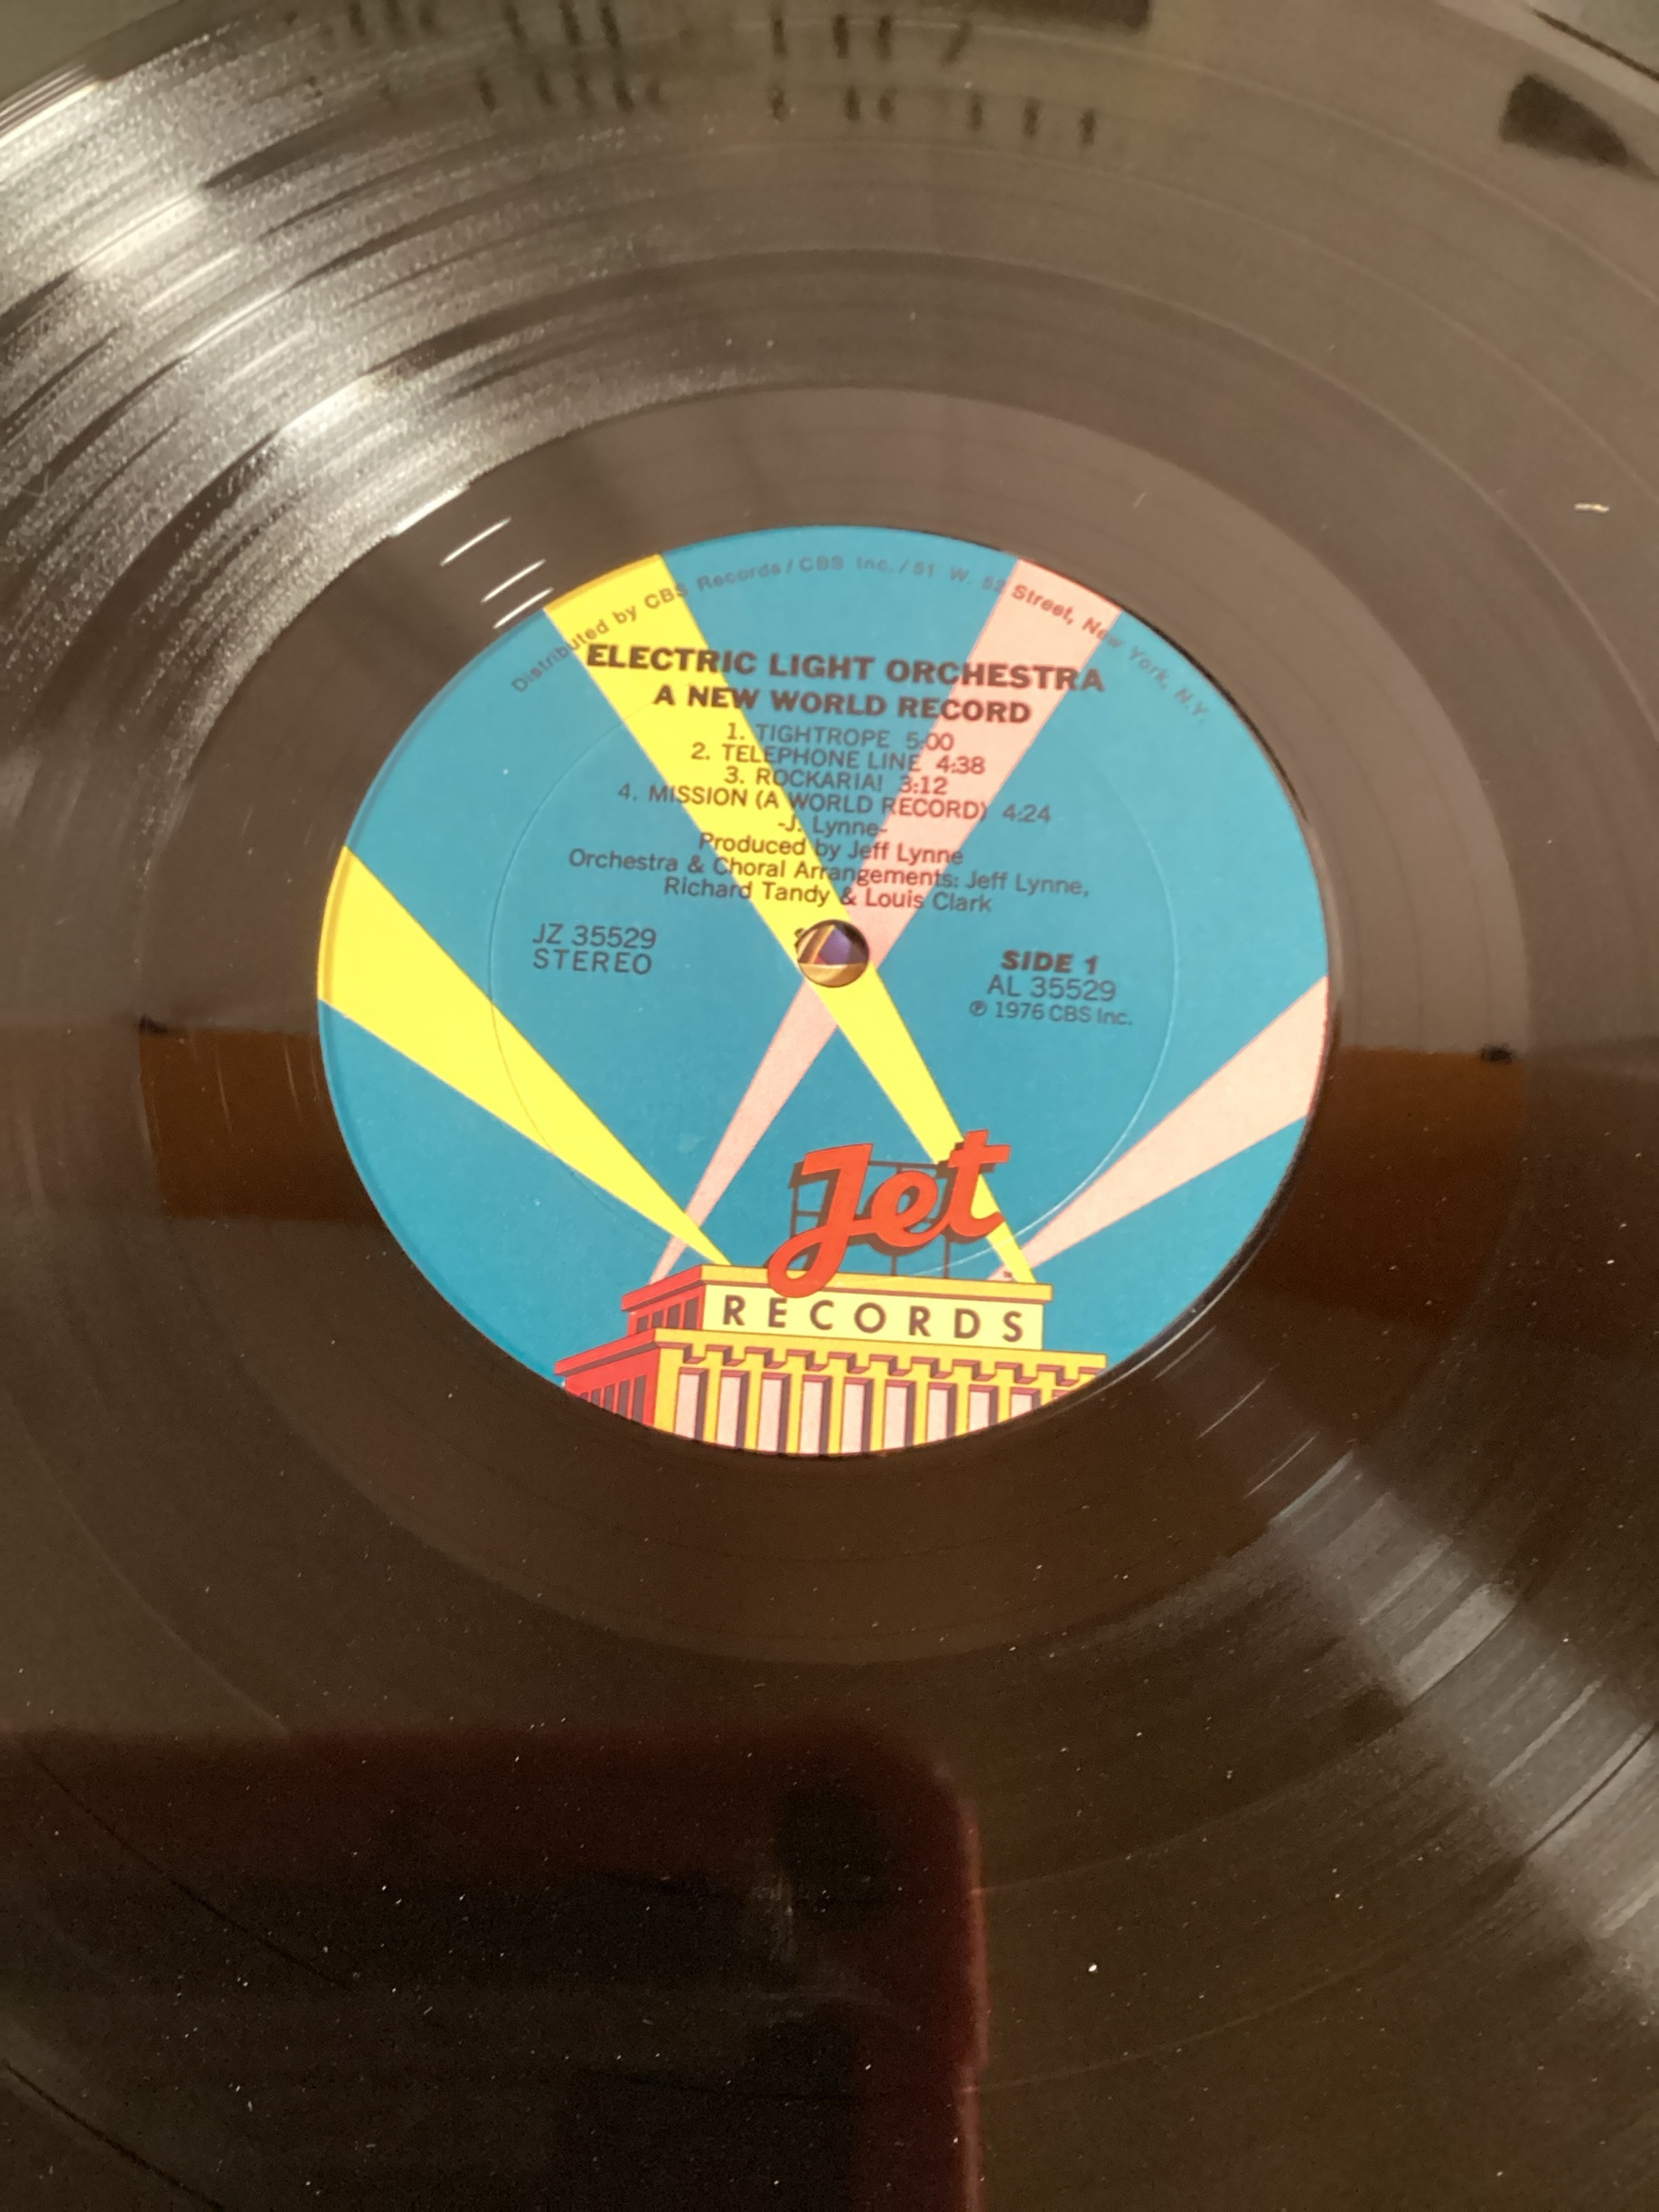 Distributed by CBS Records / CBS Inc. / 51 W. 52 Street, New York, N.Y.
ELECTRIC LIGHT ORCHESTRA
A NEW WORLD RECORD
1. TIGHTROPE 5:00
2. TELEPHONE LINE 4:38
3. ROCKARIA! 3:12
4. MISSION (A WORLD RECORD) 4:24
-J. Lynne-
Produced by Jeff Lynne
Orchestra & Choral Arrangements: Jeff Lynne,
Richard Tandy & Louis Clark
JZ 35529
STEREO
SIDE 1
AL 35529
℗ 1976 CBS Inc.
Jet
RECORDS